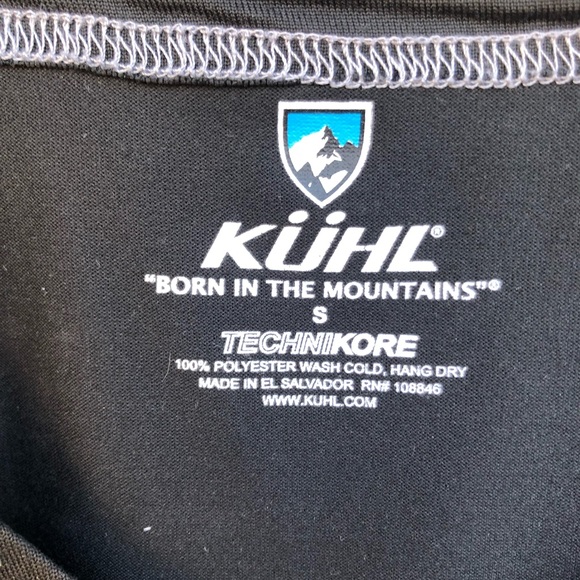 KÜHL®
"BORN IN THE MOUNTAINS"®
S
TECHNIKORE
100% POLYESTER WASH COLD, HANG DRY
MADE IN EL SALVADOR RN# 108846
WWW.KUHL.COM